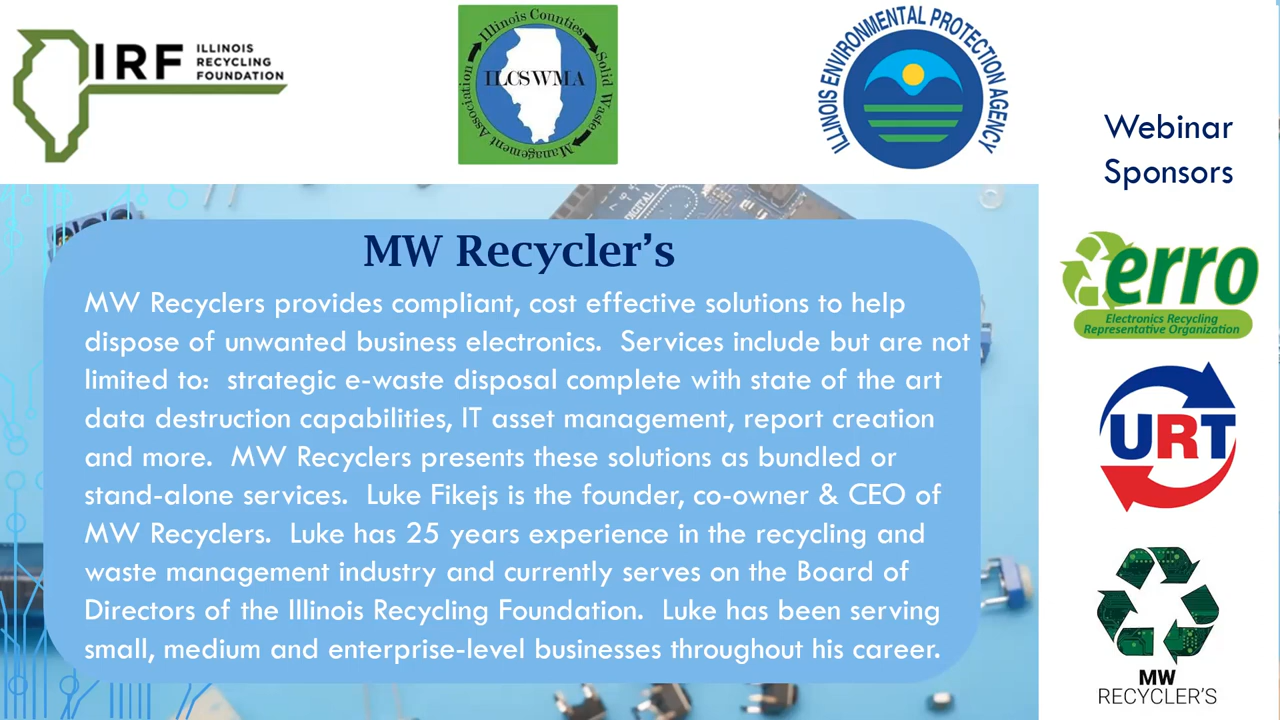 IRF
ILLINOIS
RECYCLING
FOUNDATION
Illinois Counties Solid Waste Management Association
ILCSWMA
ILLINOIS ENVIRONMENTAL PROTECTION AGENCY
Webinar
Sponsors
DIGITAL
MW Recycler’s
MW Recyclers provides compliant, cost effective solutions to help
dispose of unwanted business electronics.  Services include but are not
limited to:  strategic e-waste disposal complete with state of the art
data destruction capabilities, IT asset management, report creation
and more.  MW Recyclers presents these solutions as bundled or
stand-alone services.  Luke Fikejs is the founder, co-owner & CEO of
MW Recyclers.  Luke has 25 years experience in the recycling and
waste management industry and currently serves on the Board of
Directors of the Illinois Recycling Foundation.  Luke has been serving
small, medium and enterprise-level businesses throughout his career.
erro
Electronics Recycling
Representative Organization
URT
MW
RECYCLER'S